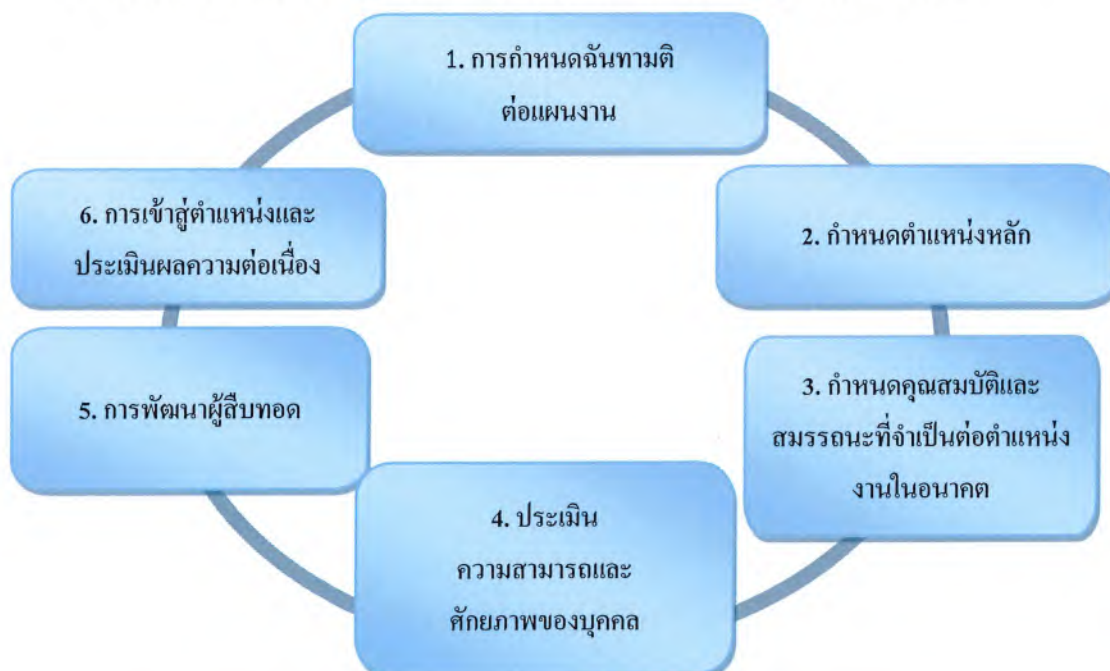 1. การกำหนดฉันทามติ
ต่อแผนงาน
2. กำหนดตำแหน่งหลัก
3. กำหนดคุณสมบัติและ
สมรรถนะที่จำเป็นต่อตำแหน่ง
งานในอนาคต
4. ประเมิน
ความสามารถและ
ศักยภาพของบุคคล
5. การพัฒนาผู้สืบทอด
6. การเข้าสู่ตำแหน่งและ
ประเมินผลความต่อเนื่อง